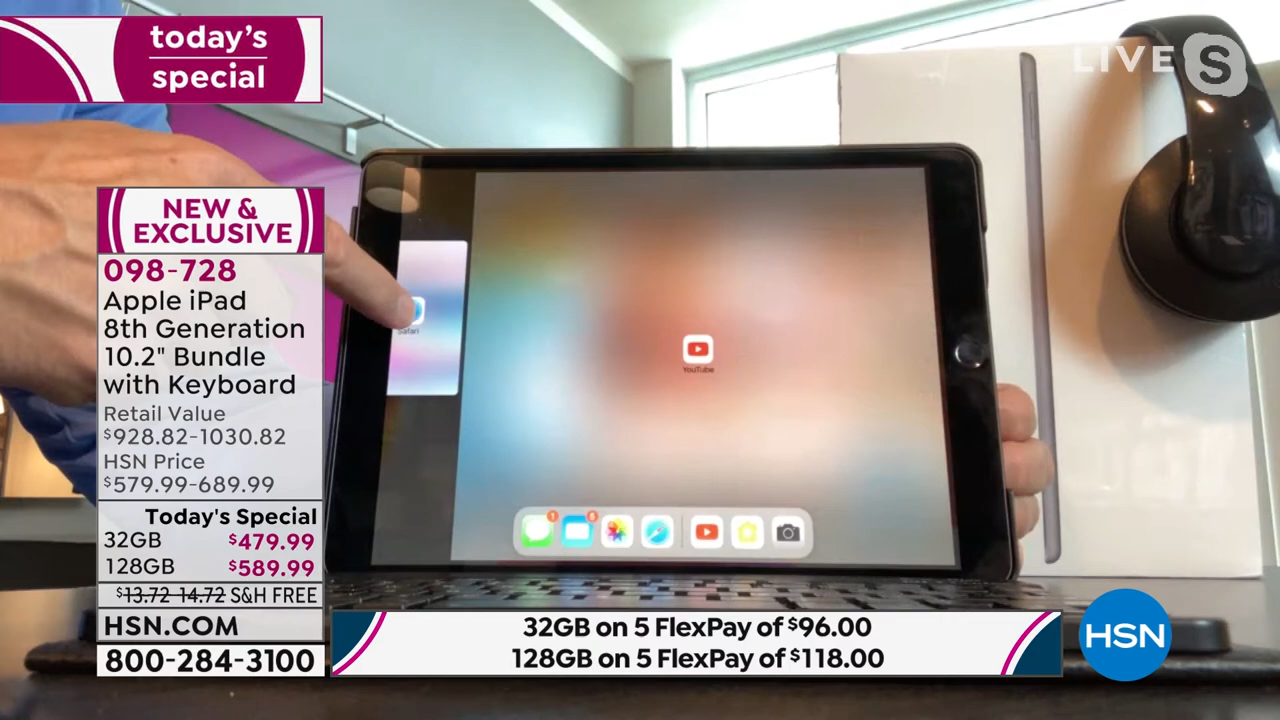 today's
special
LIVE S
NEW &
EXCLUSIVE
098-728
Apple iPad
8th Generation
10.2" Bundle
with Keyboard
Retail Value
$928.82-1030.82
HSN Price
$579.99-689.99
Today's Special
32GB $479.99
128GB $589.99
$13.72-14.72 S&H FREE
HSN.COM
800-284-3100
Safari
YouTube
1
5
32GB on 5 FlexPay of $96.00
128GB on 5 FlexPay of $118.00
HSN